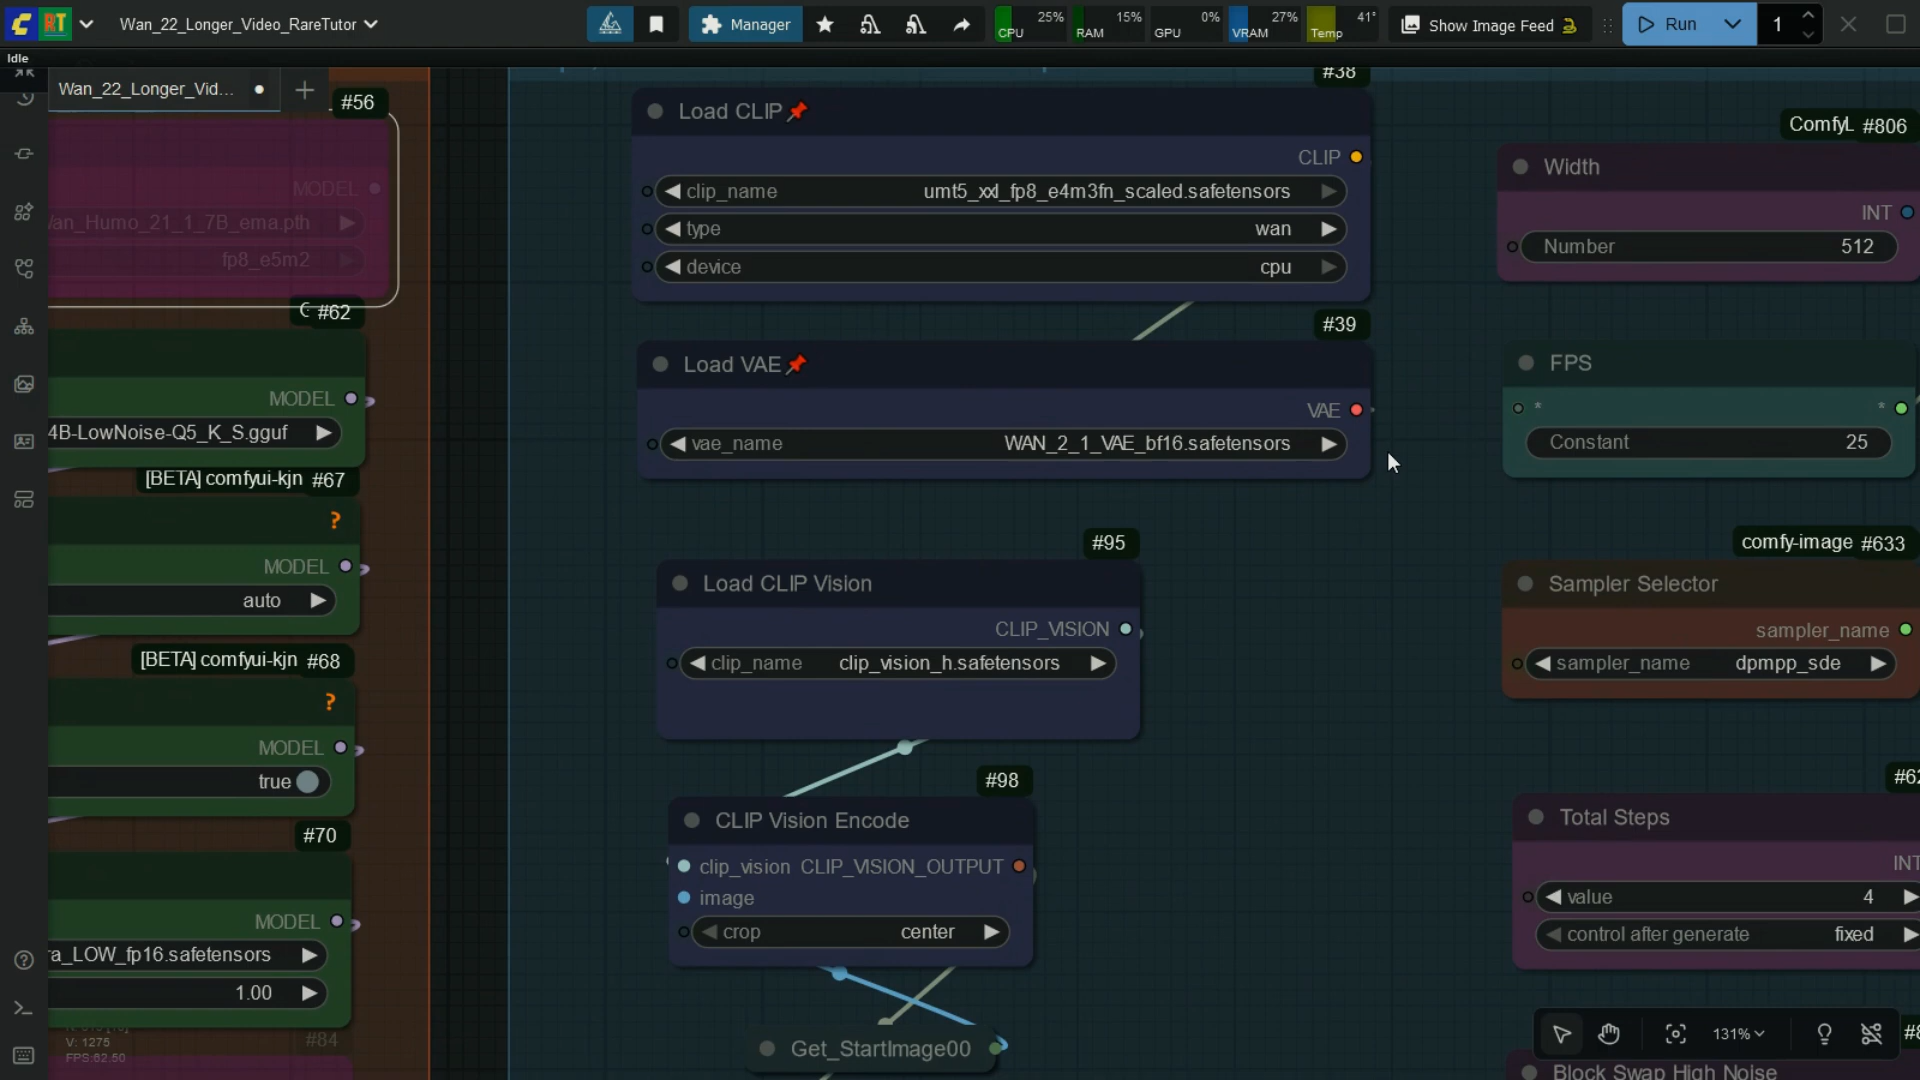 Wan_22_Longer_Video_RareTutor
Manager
25%
CPU
15%
RAM
0%
GPU
27%
VRAM
41°
Temp
Show Image Feed
Run
1
Idle
Wan_22_Longer_Vid...
#56
MODEL
Wan_Humo_21_1_7B_ema.pth
fp8_e5m2
#62
MODEL
4B-LowNoise-Q5_K_S.gguf
[BETA] comfyui-kjn #67
?
MODEL
auto
[BETA] comfyui-kjn #68
?
MODEL
true
#70
MODEL
ra_LOW_fp16.safetensors
1.00
V: 1275
FPS:62.50
#84
#38
Load CLIP
CLIP
clip_name umt5_xxl_fp8_e4m3fn_scaled.safetensors
type wan
device cpu
#39
Load VAE
VAE
vae_name WAN_2_1_VAE_bf16.safetensors
#95
Load CLIP Vision
CLIP_VISION
clip_name clip_vision_h.safetensors
#98
CLIP Vision Encode
clip_vision CLIP_VISION_OUTPUT
image
crop center
Get_StartImage00
ComfyL #806
Width
INT
Number 512
FPS
* *
Constant 25
comfy-image #633
Sampler Selector
sampler_name
sampler_name dpmpp_sde
#62
Total Steps
INT
value 4
control after generate fixed
131%
#8
Block Swap High Noise